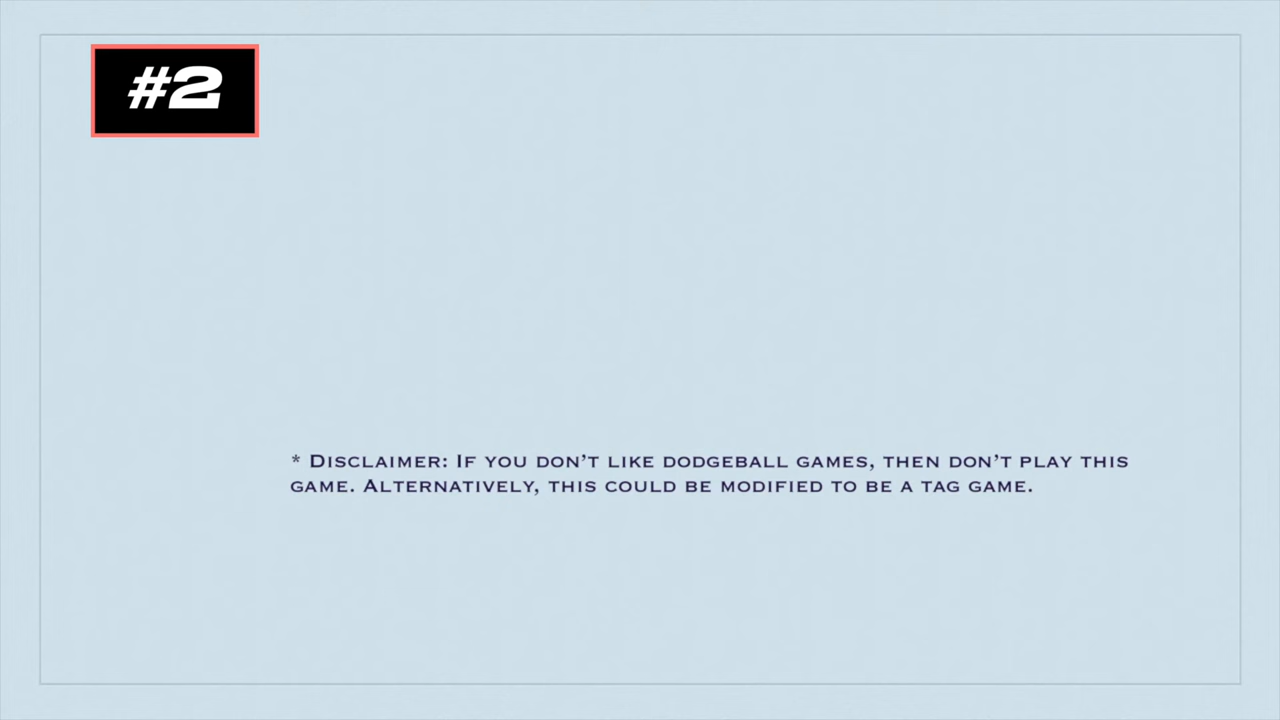 #2
* Disclaimer: If you don’t like dodgeball games, then don’t play this
game. Alternatively, this could be modified to be a tag game.